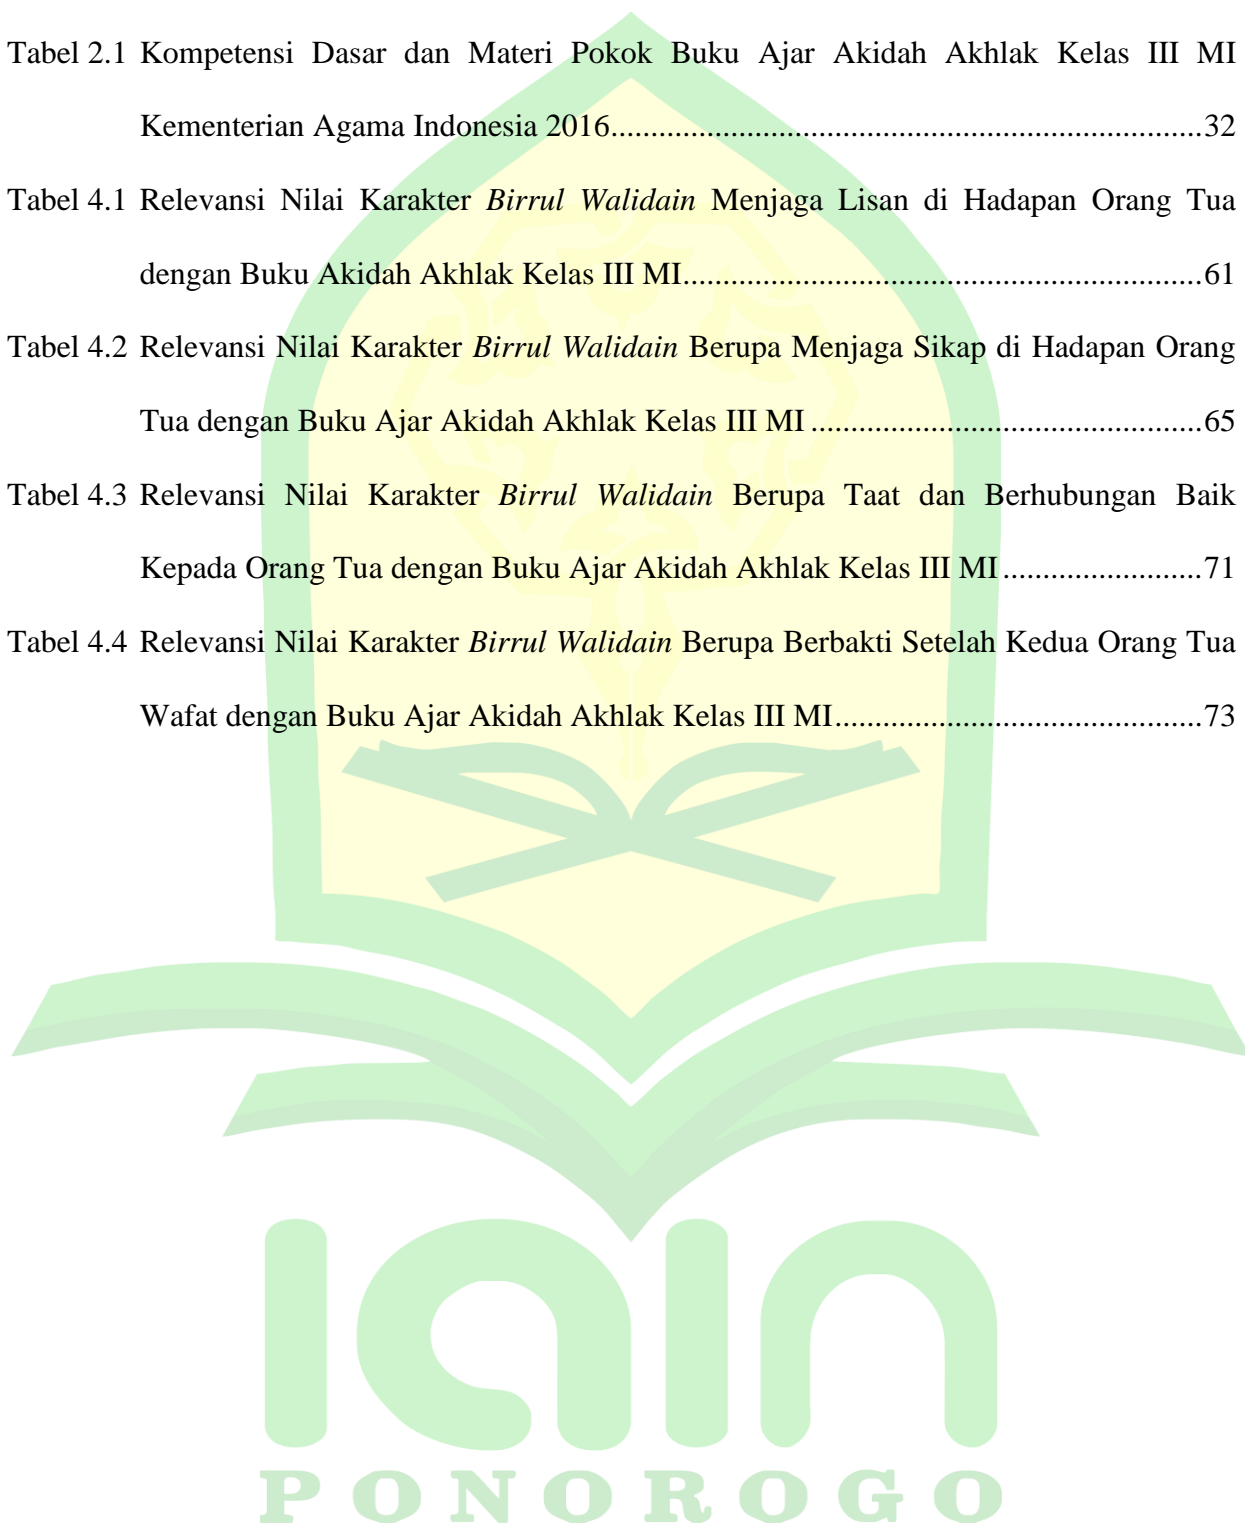 Tabel 2.1 Kompetensi Dasar dan Materi Pokok Buku Ajar Akidah Akhlak Kelas III MI
Kementerian Agama Indonesia 2016..........................................................................32
Tabel 4.1 Relevansi Nilai Karakter Birrul Walidain Menjaga Lisan di Hadapan Orang Tua
dengan Buku Akidah Akhlak Kelas III MI.................................................................61
Tabel 4.2 Relevansi Nilai Karakter Birrul Walidain Berupa Menjaga Sikap di Hadapan Orang
Tua dengan Buku Ajar Akidah Akhlak Kelas III MI.................................................65
Tabel 4.3 Relevansi Nilai Karakter Birrul Walidain Berupa Taat dan Berhubungan Baik
Kepada Orang Tua dengan Buku Ajar Akidah Akhlak Kelas III MI.........................71
Tabel 4.4 Relevansi Nilai Karakter Birrul Walidain Berupa Berbakti Setelah Kedua Orang Tua
Wafat dengan Buku Ajar Akidah Akhlak Kelas III MI..............................................73
iain
PONOROGO